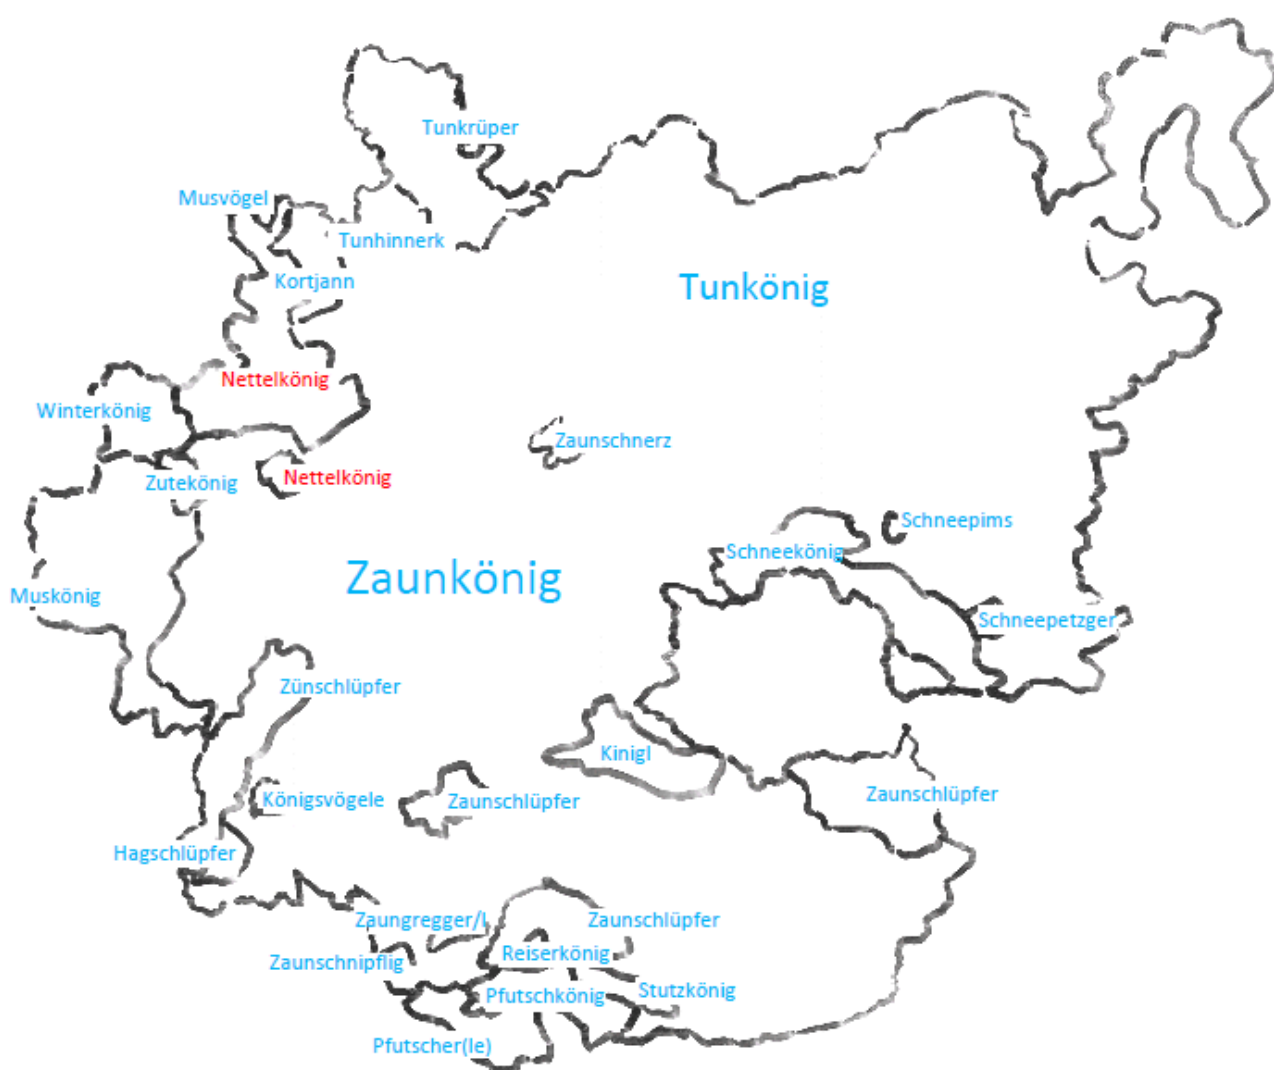 Tunkrüper
Musvögel
Tunhinnerk
Kortjann
Tunkönig
Nettelkönig
Winterkönig
Zaunschnerz
Zutekönig
Nettelkönig
Schneepims
Schneekönig
Zaunkönig
Muskönig
Schneepetzger
Zünschlüpfer
Kinigl
Königsvögele
Zaunschlüpfer
Zaunschlüpfer
Hagschlüpfer
Zaungregger/l
Zaunschlüpfer
Zaunschnipflig
Reiserkönig
Pfutschkönig
Stutzkönig
Pfutscher(le)